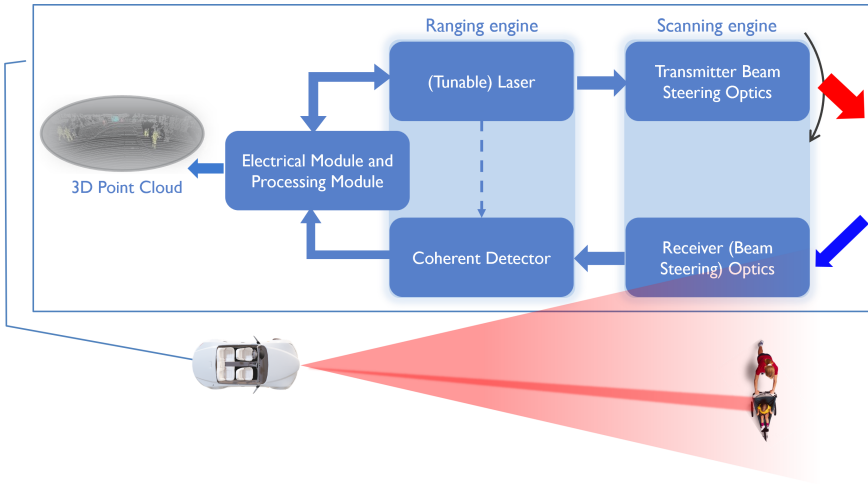 Ranging engine
Scanning engine
(Tunable) Laser
Transmitter Beam
Steering Optics
Electrical Module and
Processing Module
3D Point Cloud
Coherent Detector
Receiver (Beam
Steering) Optics